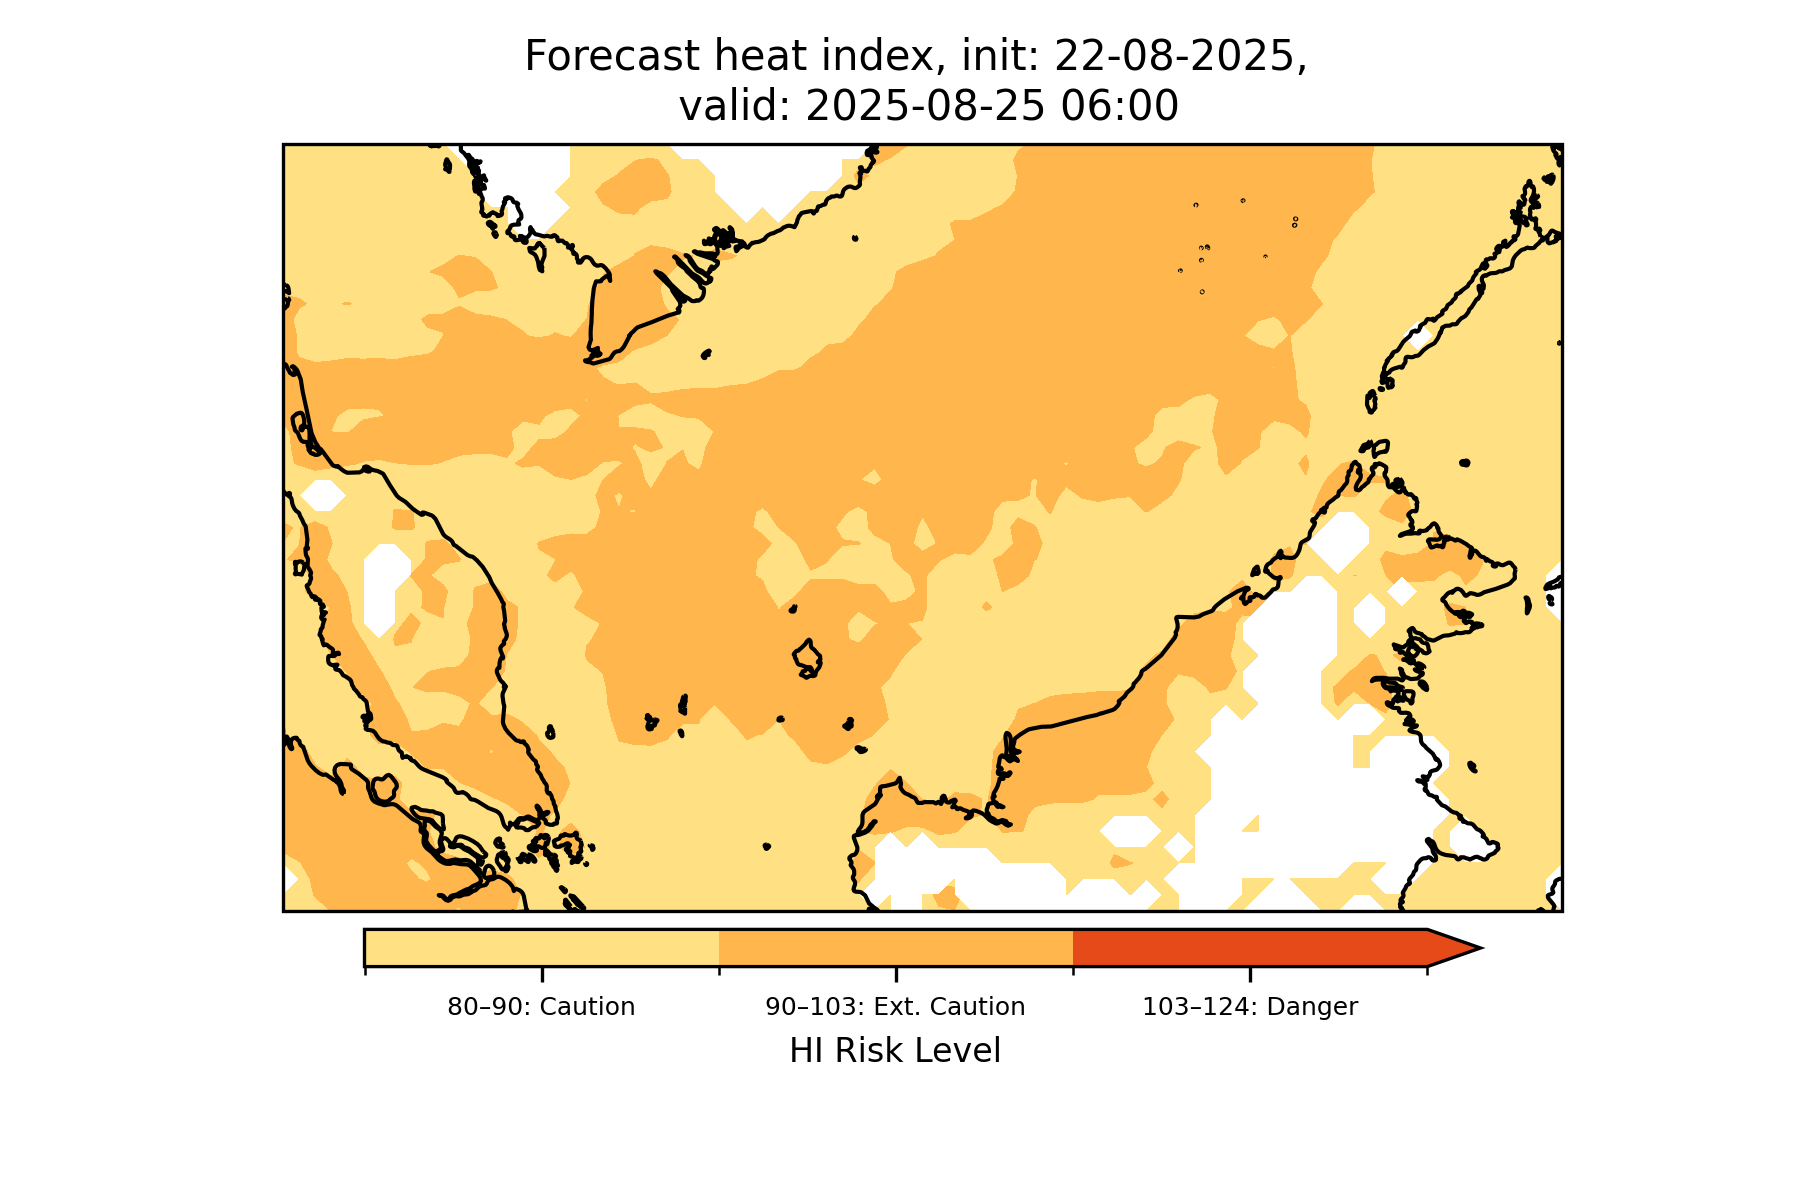 Forecast heat index, init: 22-08-2025,
valid: 2025-08-25 06:00
80–90: Caution
90–103: Ext. Caution
103–124: Danger
HI Risk Level